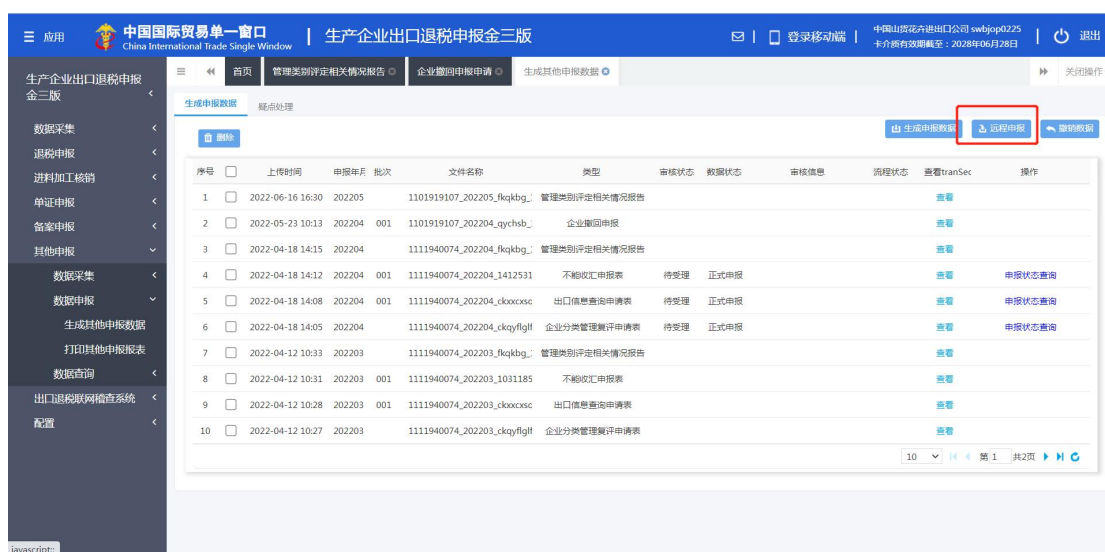 应用
中国国际贸易单一窗口
China International Trade Single Window
生产企业出口退税申报金三版
登录移动端
中国山货花卉进出口公司 swbjop0225
卡介质有效期截至：2028年06月28日
退出
生产企业出口退税申报
金三版
首页
管理类别评定相关情况报告
企业撤回申报申请
生成其他申报数据
关闭操作
生成申报数据
疑点处理
数据采集
退税申报
进料加工核销
单证申报
备案申报
其他申报
数据采集
数据申报
生成其他申报数据
打印其他申报报表
数据查询
出口退税联网稽查系统
配置
删除
生成申报数据
远程申报
撤销数据
序号 上传时间 申报年月 批次 文件名称 类型 审核状态 数据状态 审核信息 流程状态 查看tranSec 操作
1 2022-06-16 16:30 202205 1101919107_202205_fkqkbg_ 管理类别评定相关情况报告 查看
2 2022-05-23 10:13 202204 001 1101919107_202204_qychsb_ 企业撤回申报 查看
3 2022-04-18 14:15 202204 1111940074_202204_fkqkbg_ 管理类别评定相关情况报告 查看
4 2022-04-18 14:12 202204 001 1111940074_202204_1412531 不能收汇申报表 待受理 正式申报 查看 申报状态查询
5 2022-04-18 14:08 202204 001 1111940074_202204_ckxxcxsc 出口信息查询申请表 待受理 正式申报 查看 申报状态查询
6 2022-04-18 14:05 202204 1111940074_202204_ckqyflglf 企业分类管理复评申请表 待受理 正式申报 查看 申报状态查询
7 2022-04-12 10:33 202203 1111940074_202203_fkqkbg_ 管理类别评定相关情况报告 查看
8 2022-04-12 10:31 202203 001 1111940074_202203_1031185 不能收汇申报表 查看
9 2022-04-12 10:28 202203 001 1111940074_202203_ckxxcxsc 出口信息查询申请表 查看
10 2022-04-12 10:27 202203 1111940074_202203_ckqyflglf 企业分类管理复评申请表 查看
10 第 1 共2页
javascript:;